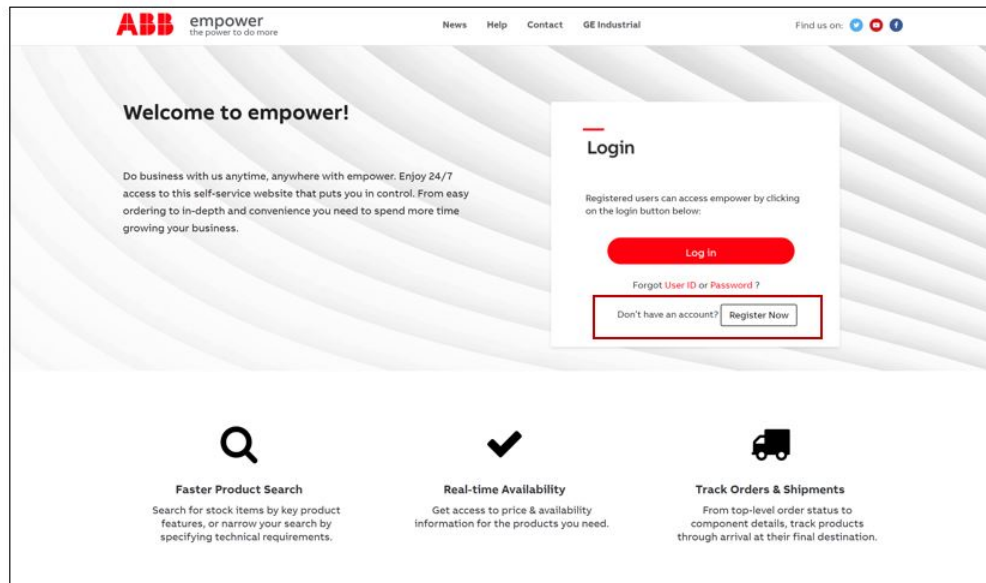 ABB empower
the power to do more
News Help Contact GE Industrial
Find us on:
Welcome to empower!
Do business with us anytime, anywhere with empower. Enjoy 24/7
access to this self-service website that puts you in control. From easy
ordering to in-depth and convenience you need to spend more time
growing your business.
Login
Registered users can access empower by clicking
on the login button below:
Log in
Forgot User ID or Password ?
Don't have an account? Register Now
Faster Product Search
Search for stock items by key product
features, or narrow your search by
specifying technical requirements.
Real-time Availability
Get access to price & availability
information for the products you need.
Track Orders & Shipments
From top-level order status to
component details, track products
through arrival at their final destination.